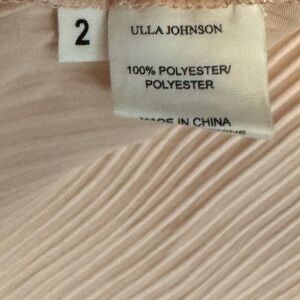 2
ULLA JOHNSON
100% POLYESTER/
POLYESTER
MADE IN CHINA